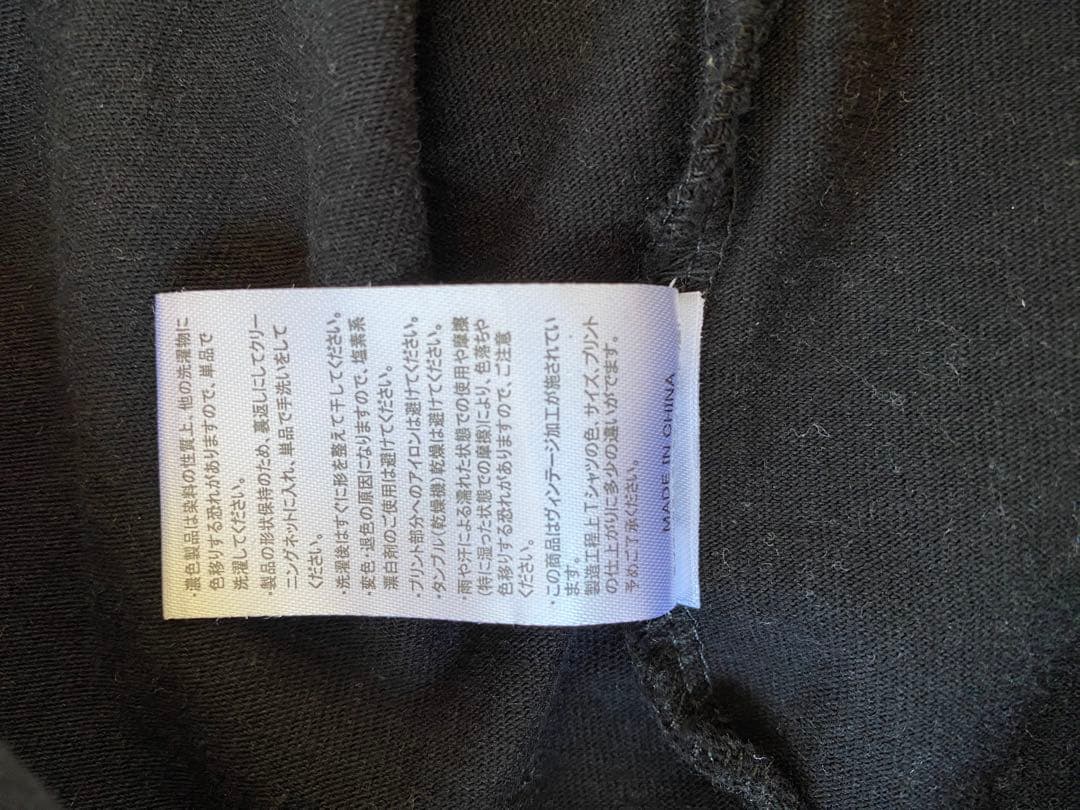 ・濃色製品は染料の性質上、他の洗濯物に
色移りする恐れがありますので、単品で
洗濯してください。
・製品の形状保持のため、裏返しにしてクリー
ニングネットに入れ、単品で手洗いをして
ください。
・洗濯後はすぐに形を整えて干してください。
・変色・退色の原因になりますので、塩素系
漂白剤のご使用は避けてください。
・プリント部分へのアイロンは避けてください。
・タンブル(乾燥機)乾燥は避けてください。
・雨や汗による濡れた状態での使用や摩擦
(特に湿った状態での摩擦)により、色落ちや
色移りする恐れがありますので、ご注意
ください。
・この商品はヴィンテージ加工が施されてい
ます。
製造工程上Tシャツの色、サイズ、プリント
の仕上がりに多少の違いがでます。
予めご了承ください。
MADE IN CHINA